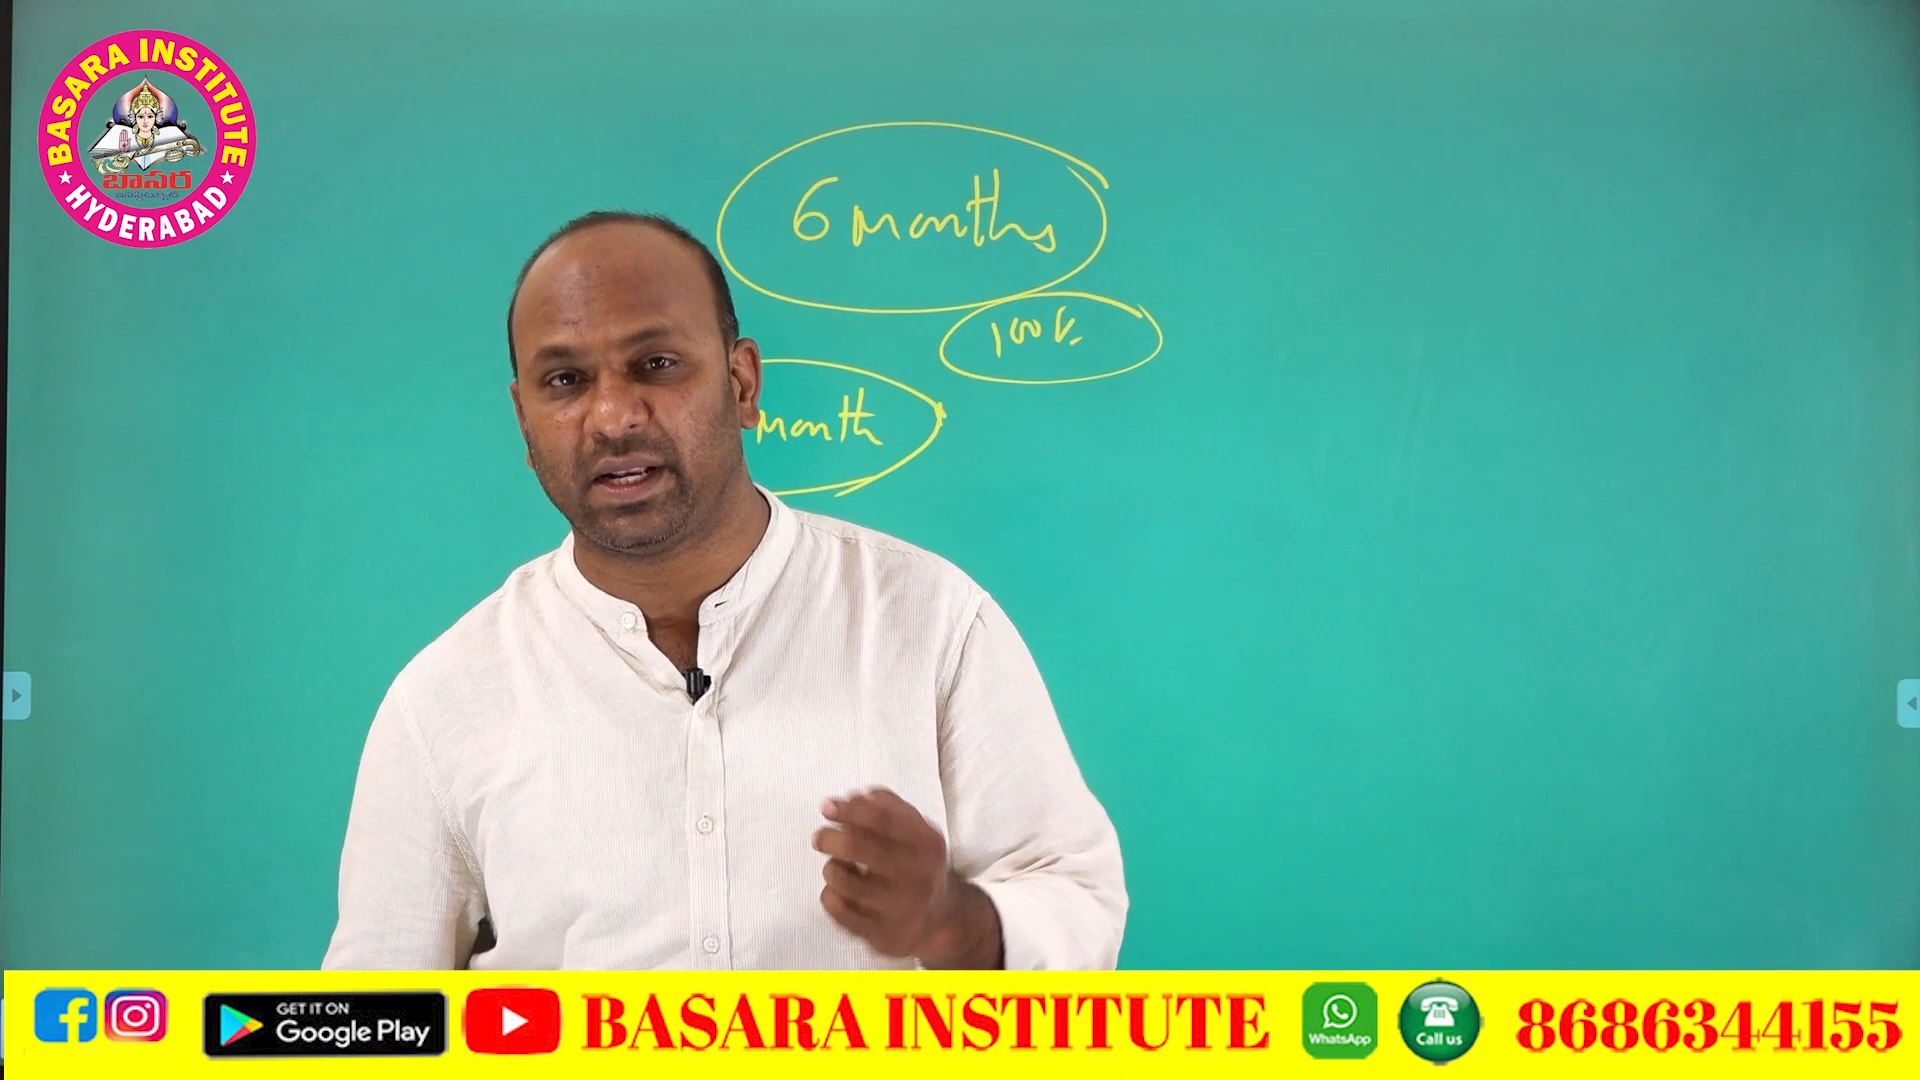 BASARA INSTITUTE
బాసర
HYDERABAD
6 months
100%
month
GET IT ON
Google Play
BASARA INSTITUTE
WhatsApp
Call us
8686344155